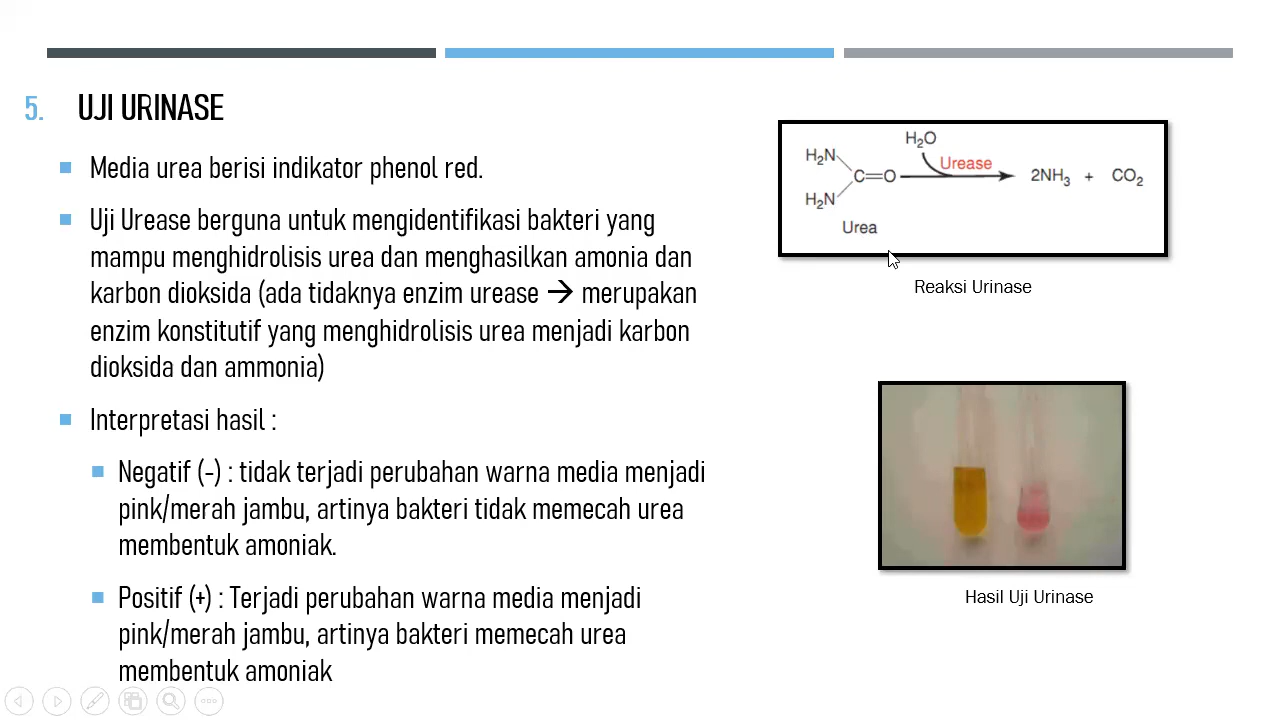 5. UJI URINASE
Media urea berisi indikator phenol red.
Uji Urease berguna untuk mengidentifikasi bakteri yang
mampu menghidrolisis urea dan menghasilkan amonia dan
karbon dioksida (ada tidaknya enzim urease → merupakan
enzim konstitutif yang menghidrolisis urea menjadi karbon
dioksida dan ammonia)
Interpretasi hasil :
Negatif (-) : tidak terjadi perubahan warna media menjadi
pink/merah jambu, artinya bakteri tidak memecah urea
membentuk amoniak.
Positif (+) : Terjadi perubahan warna media menjadi
pink/merah jambu, artinya bakteri memecah urea
membentuk amoniak
H₂O
H₂N
Urease
C=O
2NH₃ + CO₂
H₂N
Urea
Reaksi Urinase
Hasil Uji Urinase